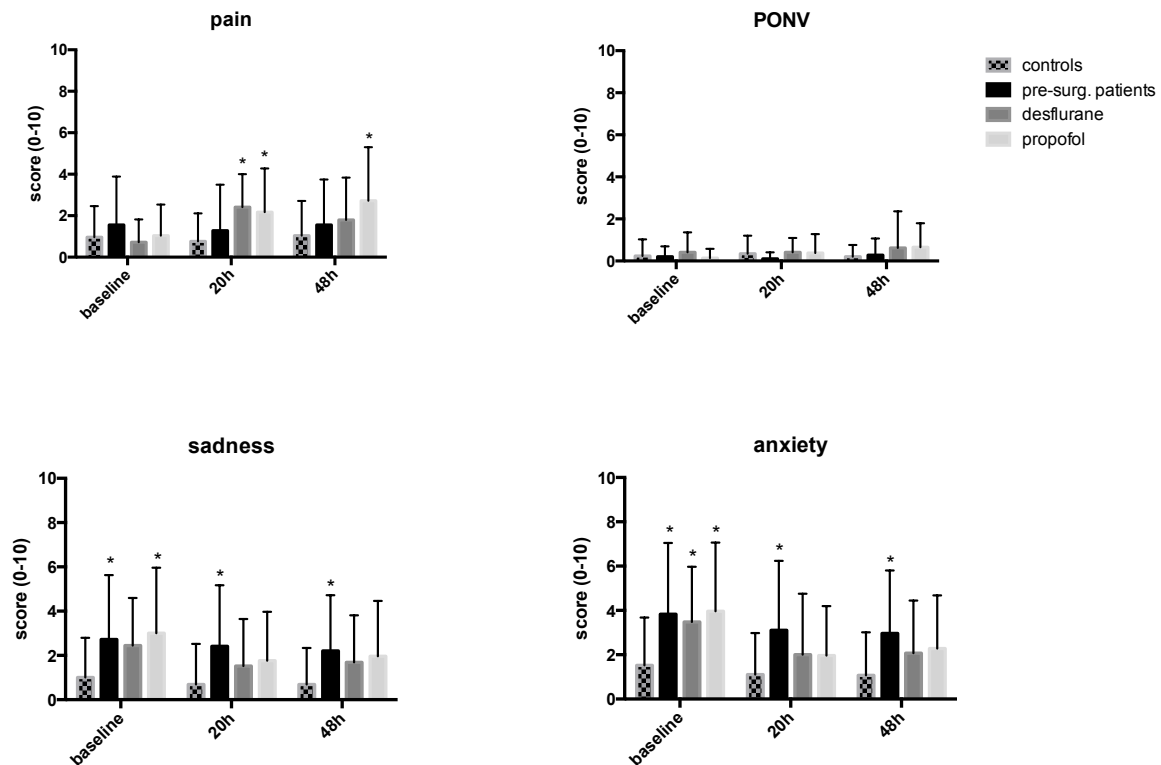 pain
10
8
6
4
2
0
score (0-10)
* * *
baseline
20h
48h
PONV
10
8
6
4
2
0
score (0-10)
baseline
20h
48h
controls
pre-surg. patients
desflurane
propofol
sadness
10
8
6
4
2
0
score (0-10)
* * * *
baseline
20h
48h
anxiety
10
8
6
4
2
0
score (0-10)
* * * * *
baseline
20h
48h